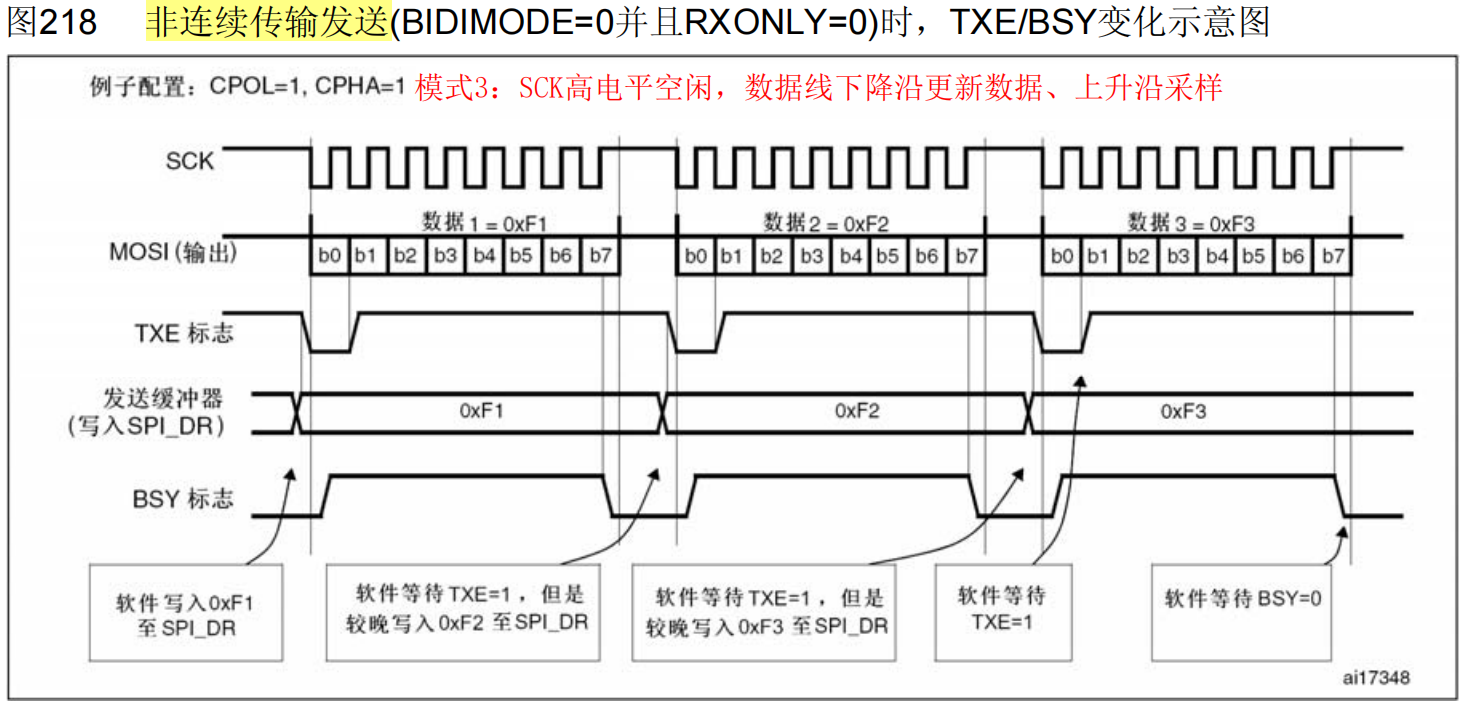 图218 非连续传输发送(BIDIMODE=0并且RXONLY=0)时，TXE/BSY变化示意图
例子配置：CPOL=1, CPHA=1 模式3：SCK高电平空闲，数据线下降沿更新数据、上升沿采样
SCK
数据 1 = 0xF1 数据 2 = 0xF2 数据 3 = 0xF3
MOSI (输出) b0 b1 b2 b3 b4 b5 b6 b7 b0 b1 b2 b3 b4 b5 b6 b7 b0 b1 b2 b3 b4 b5 b6 b7
TXE 标志
发送缓冲器
(写入SPI_DR) 0xF1 0xF2 0xF3
BSY 标志
软件写入0xF1
至SPI_DR
软件等待TXE=1，但是
较晚写入0xF2 至SPI_DR
软件等待TXE=1，但是
较晚写入0xF3 至SPI_DR
软件等待
TXE=1
软件等待 BSY=0
ai17348